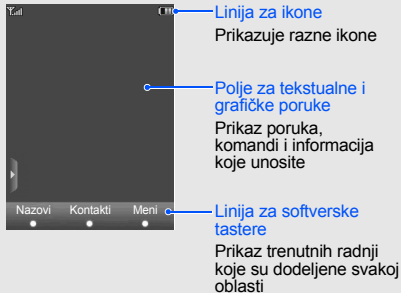 Linija za ikone
Prikazuje razne ikone
Polje za tekstualne i
grafičke poruke
Prikaz poruka,
komandi i informacija
koje unosite
Nazovi Kontakti Meni
Linija za softverske
tastere
Prikaz trenutnih radnji
koje su dodeljene svakoj
oblasti